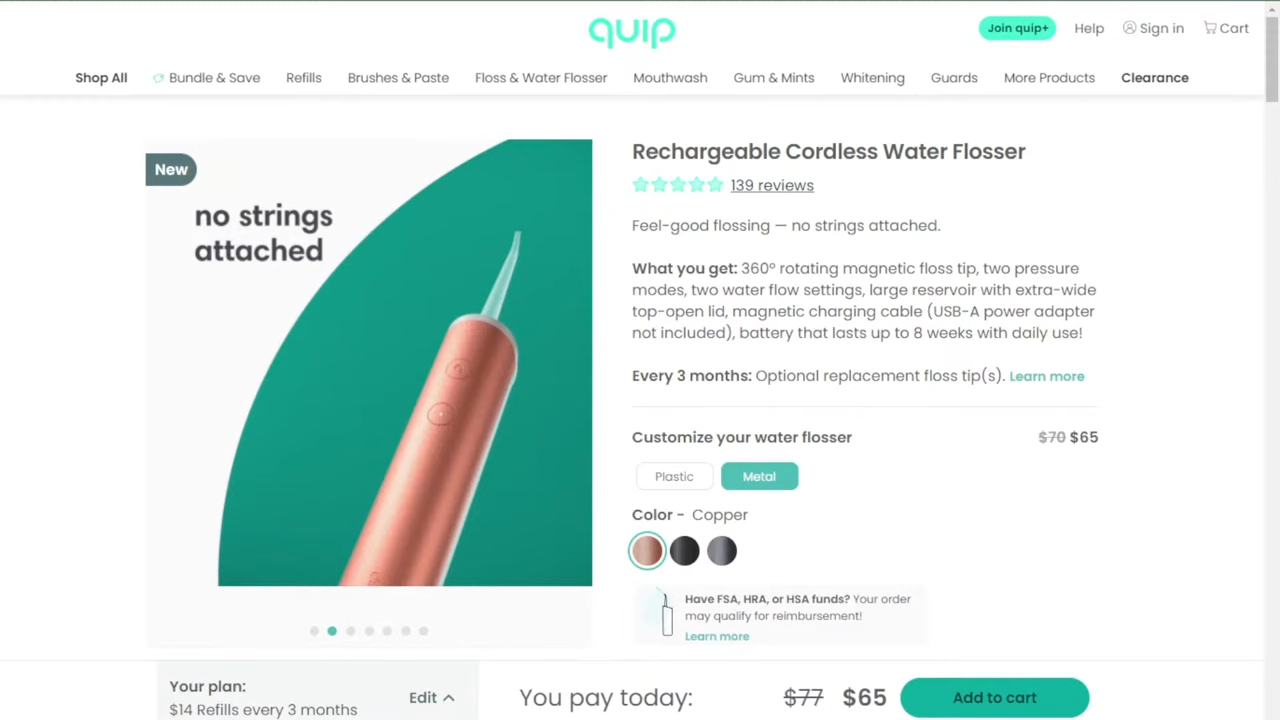 quip
Join quip+
Help
Sign in
Cart
Shop All
Bundle & Save
Refills
Brushes & Paste
Floss & Water Flosser
Mouthwash
Gum & Mints
Whitening
Guards
More Products
Clearance
New
no strings
attached
Rechargeable Cordless Water Flosser
139 reviews
Feel-good flossing — no strings attached.
What you get: 360º rotating magnetic floss tip, two pressure
modes, two water flow settings, large reservoir with extra-wide
top-open lid, magnetic charging cable (USB-A power adapter
not included), battery that lasts up to 8 weeks with daily use!
Every 3 months: Optional replacement floss tip(s). Learn more
Customize your water flosser
$70 $65
Plastic
Metal
Color - Copper
Have FSA, HRA, or HSA funds? Your order
may qualify for reimbursement!
Learn more
Your plan:
$14 Refills every 3 months
Edit
You pay today:
$77 $65
Add to cart